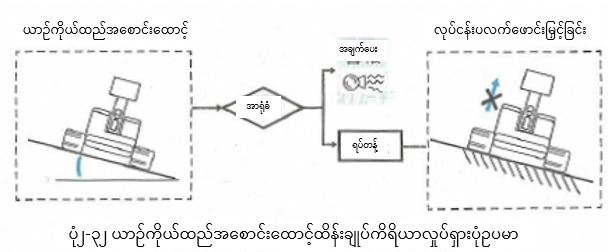 ယာဉ်ကိုယ်ထည်အစောင်းထောင့်
အချက်ပေး
လုပ်ငန်းပလက်ဖောင်းမြှင့်ခြင်း
အာရုံခံ
ရပ်တန့်
ပုံ၂-၃၂ ယာဉ်ကိုယ်ထည်အစောင်းထောင့်ထိန်းချုပ်ကိရိယာလှုပ်ရှားပုံဥပမာ